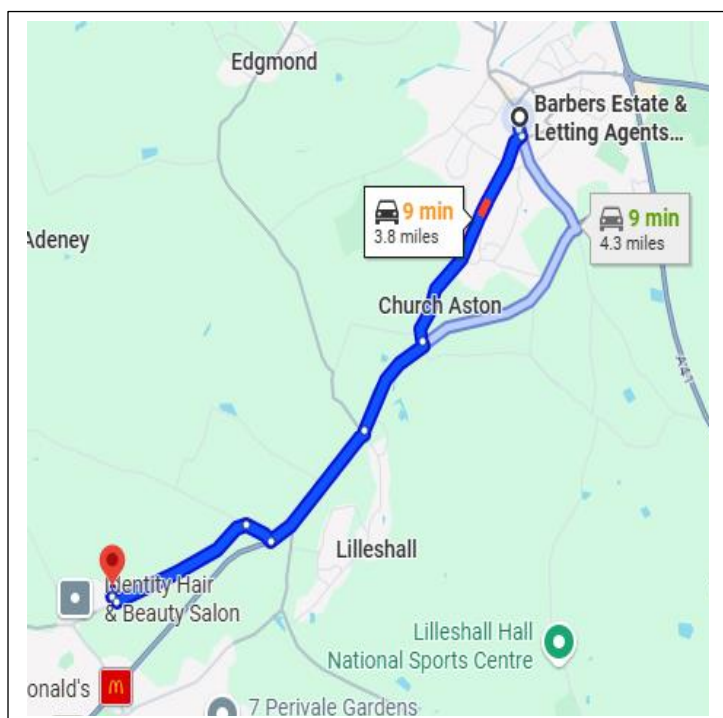 Edgmond
Barbers Estate &
Letting Agents...
9 min
3.8 miles
9 min
4.3 miles
Adeney
Church Aston
A41
Lilleshall
Identity Hair
& Beauty Salon
Lilleshall Hall
National Sports Centre
onald's
7 Perivale Gardens